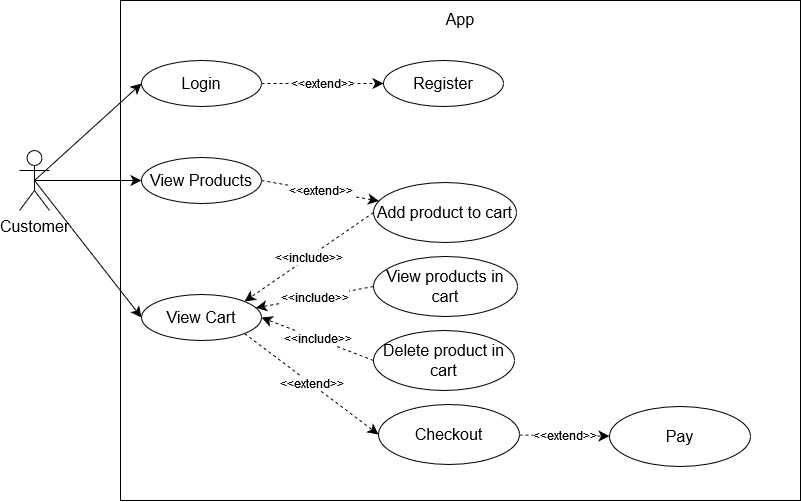 App
Login
<<extend>>
Register
View Products
<<extend>>
Add product to cart
Customer
<<include>>
View products in
cart
<<include>>
View Cart
<<include>>
Delete product in
cart
<<extend>>
Checkout
<<extend>>
Pay